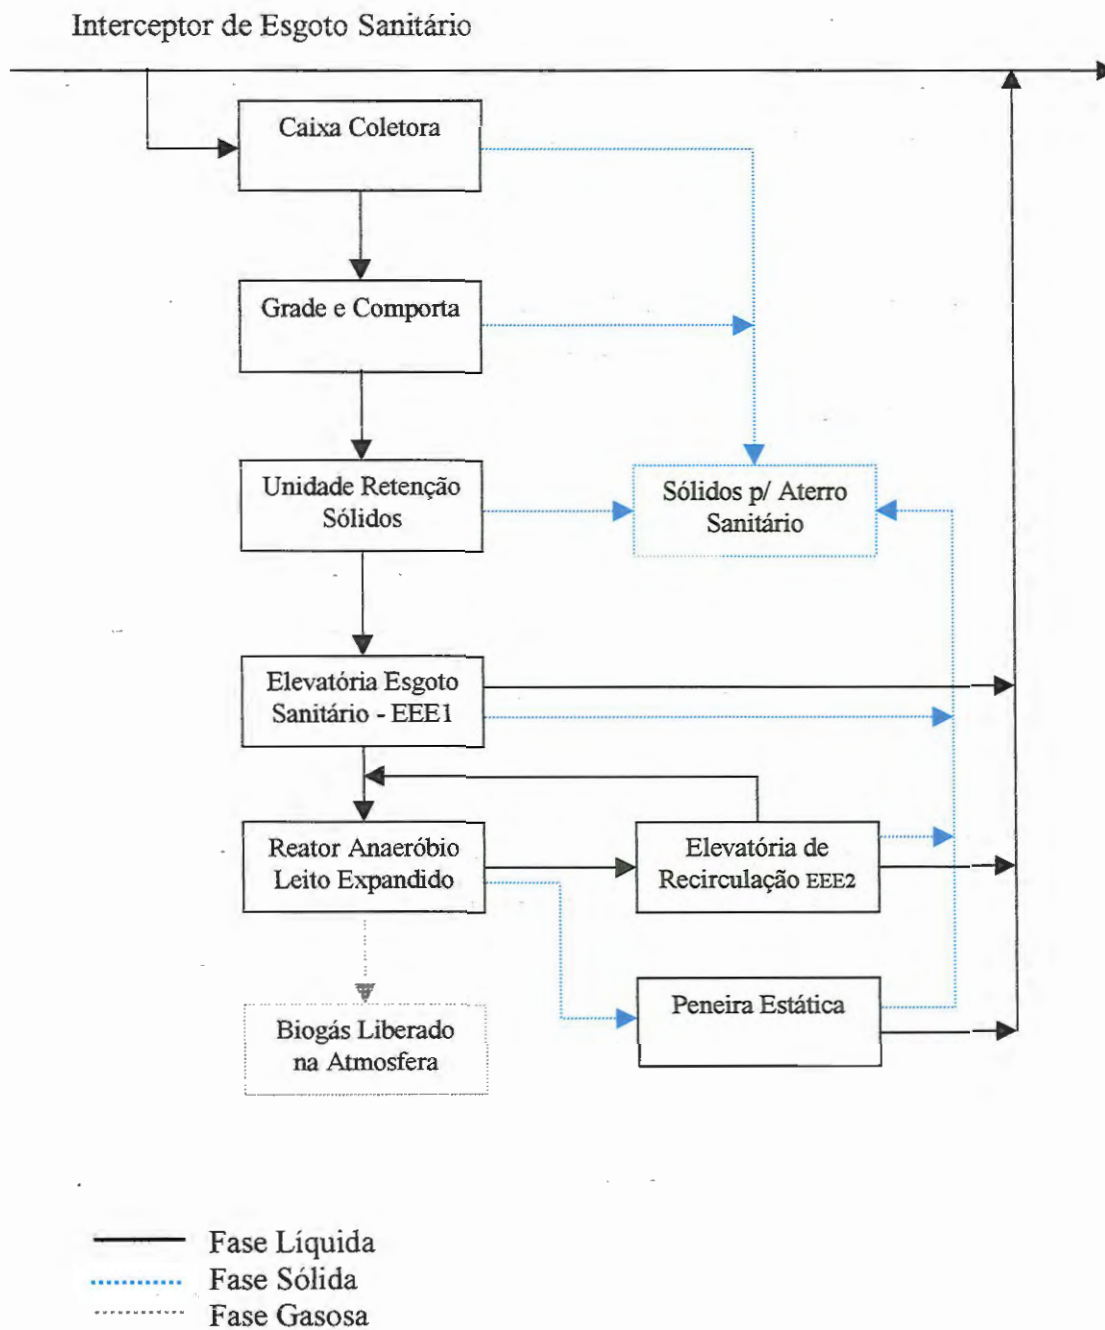 Interceptor de Esgoto Sanitário
Caixa Coletora
Grade e Comporta
Unidade Retenção
Sólidos
Sólidos p/ Aterro
Sanitário
Elevatória Esgoto
Sanitário - EEE1
Reator Anaeróbio
Leito Expandido
Elevatória de
Recirculação EEE2
Peneira Estática
Biogás Liberado
na Atmosfera
Fase Líquida
Fase Sólida
Fase Gasosa